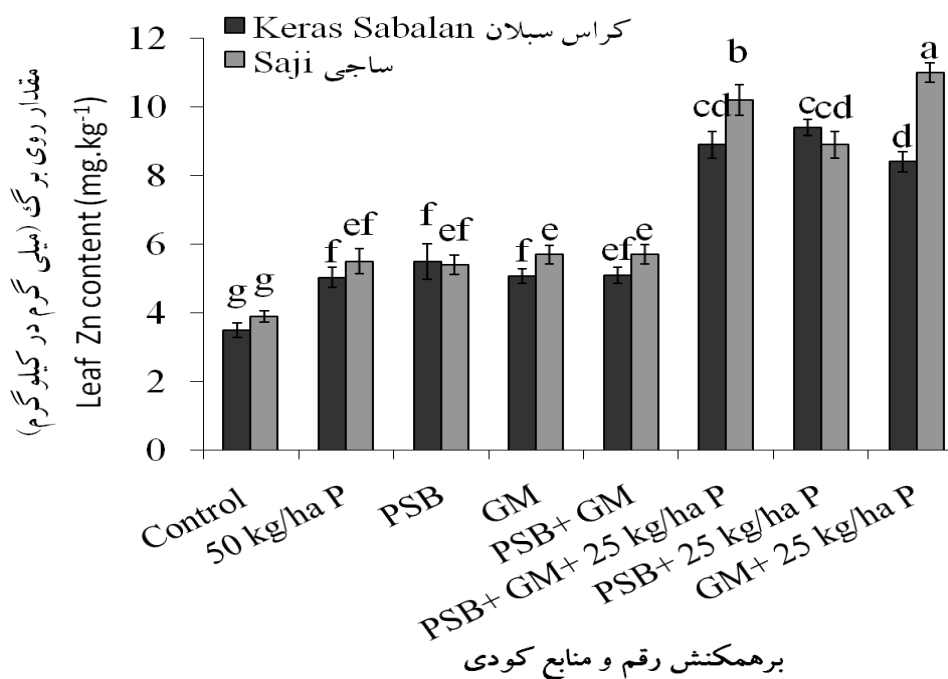 Keras Sabalan کراس سبلان
Saji ساجی
مقدار روی برگ (میلی گرم در کیلوگرم)
Leaf Zn content (mg.kg-1)
12
10
8
6
4
2
0
g g f ef f ef f e ef e cd b c cd d a
Control
50 kg/ha P
PSB
GM
PSB+ GM
PSB+ GM+ 25 kg/ha P
PSB+ 25 kg/ha P
GM+ 25 kg/ha P
برهمکنش رقم و منابع کودی